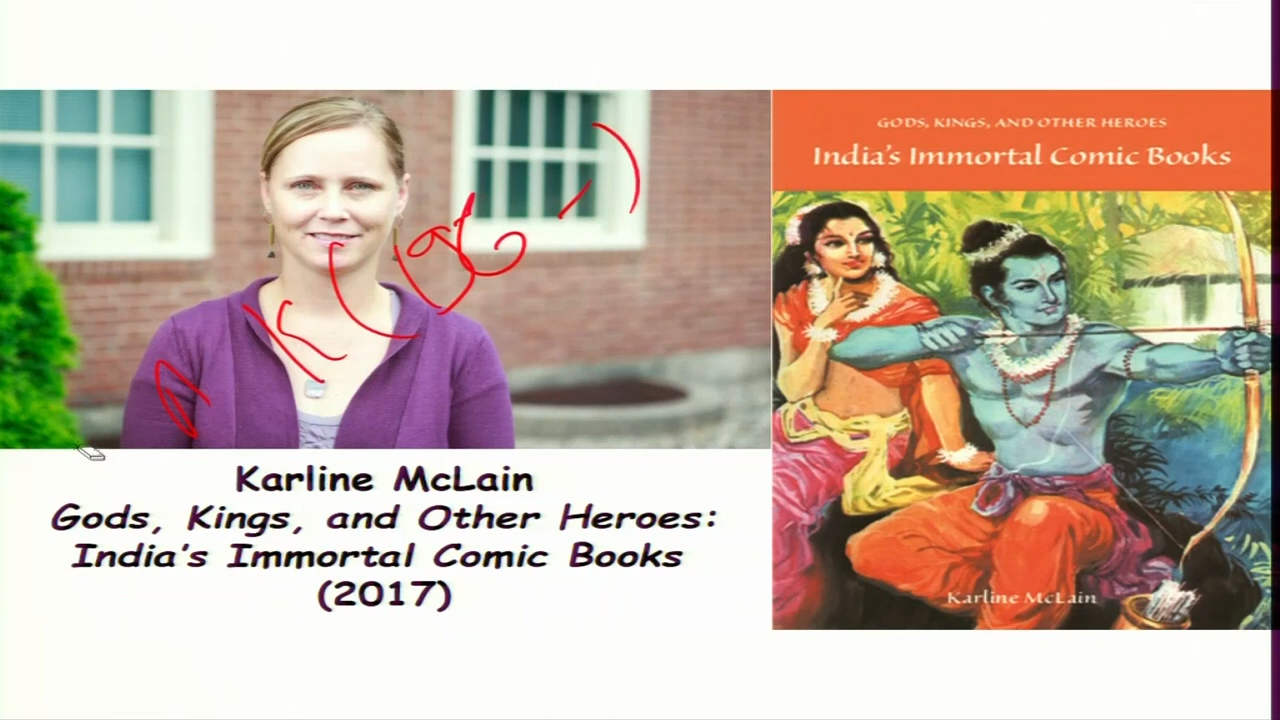 GODS, KINGS, AND OTHER HEROES
India's Immortal Comic Books
Karline McLain
Karline McLain
Gods, Kings, and Other Heroes:
India's Immortal Comic Books
(2017)